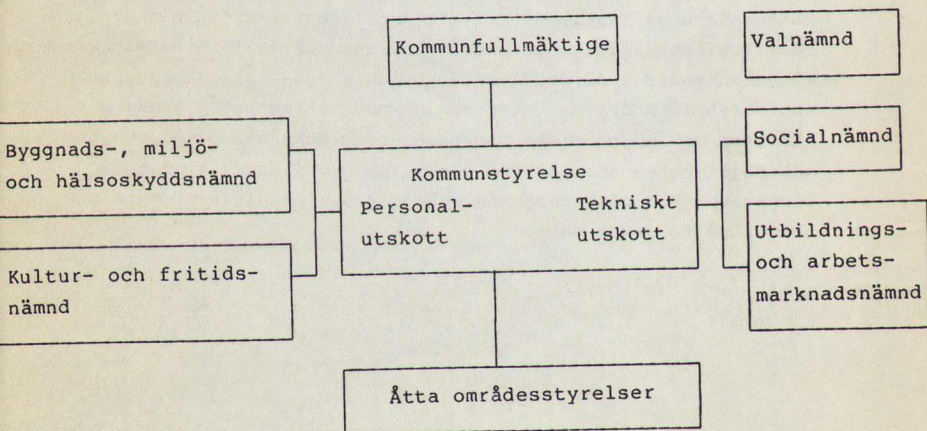 Kommunfullmäktige
Valnämnd
Byggnads-, miljö-
och hälsoskyddsnämnd
Kultur- och fritids-
nämnd
Kommunstyrelse
Personal- Tekniskt
utskott utskott
Socialnämnd
Utbildnings-
och arbets-
marknadsnämnd
Åtta områdesstyrelser